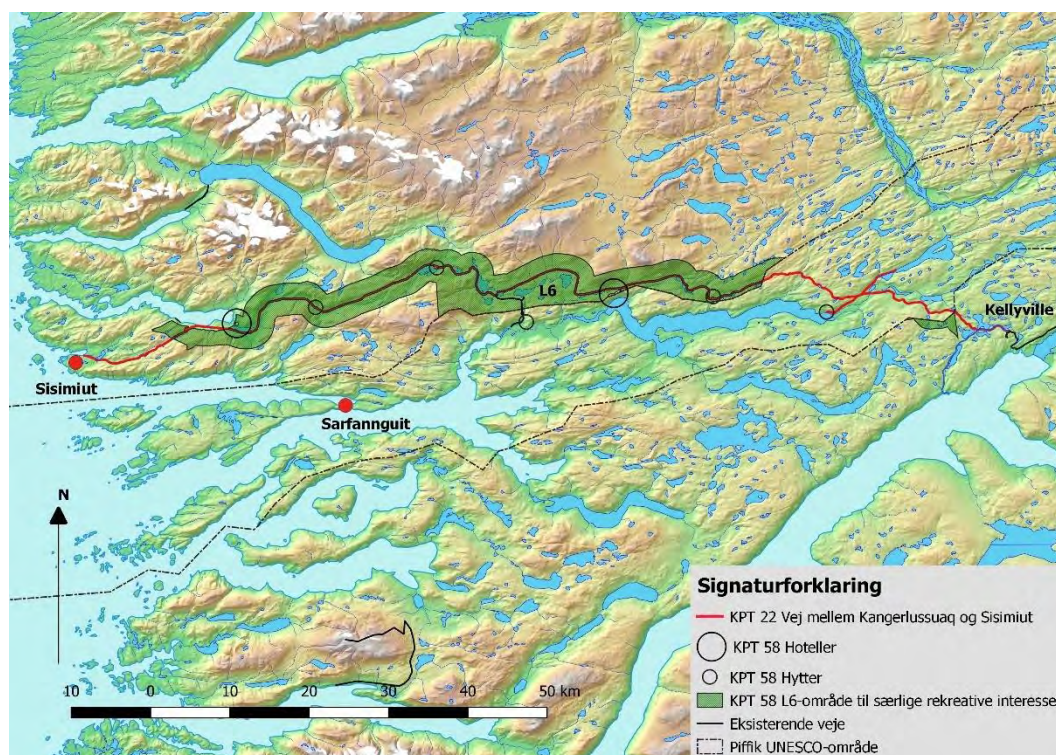 L6
Kellyville
Sisimiut
Sarfannguit
N
10 0 10 20 30 50 km
Signaturforklaring
KPT 22 Vej mellem Kangerlussuaq og Sisimiut
KPT 58 Hoteller
KPT 58 Hytter
KPT 58 L6-område til særlige rekreative interesse
Eksisterende veje
Piffik UNESCO-område